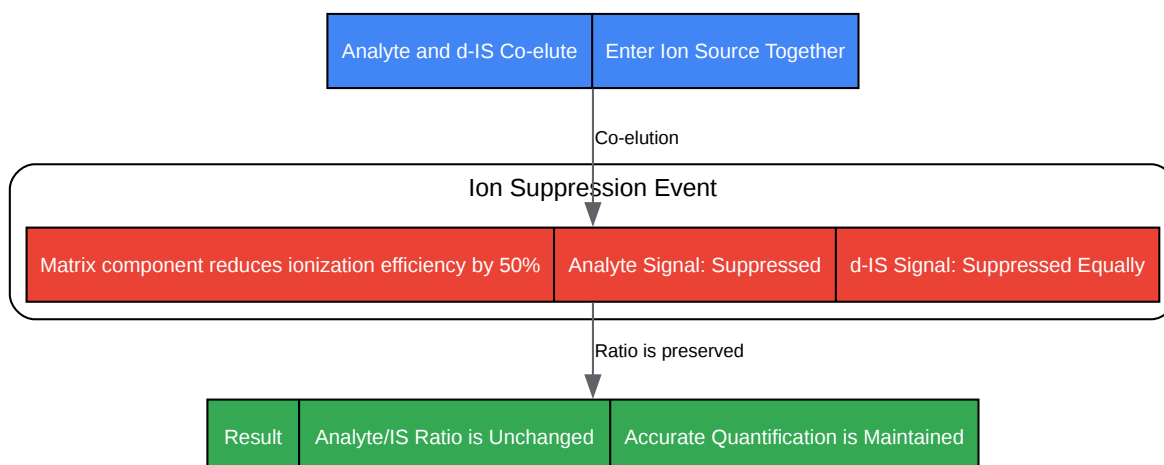 Analyte and d-IS Co-elute
Enter Ion Source Together
Co-elution
Ion Suppression Event
Matrix component reduces ionization efficiency by 50%
Analyte Signal: Suppressed
d-IS Signal: Suppressed Equally
Ratio is preserved
Result
Analyte/IS Ratio is Unchanged
Accurate Quantification is Maintained